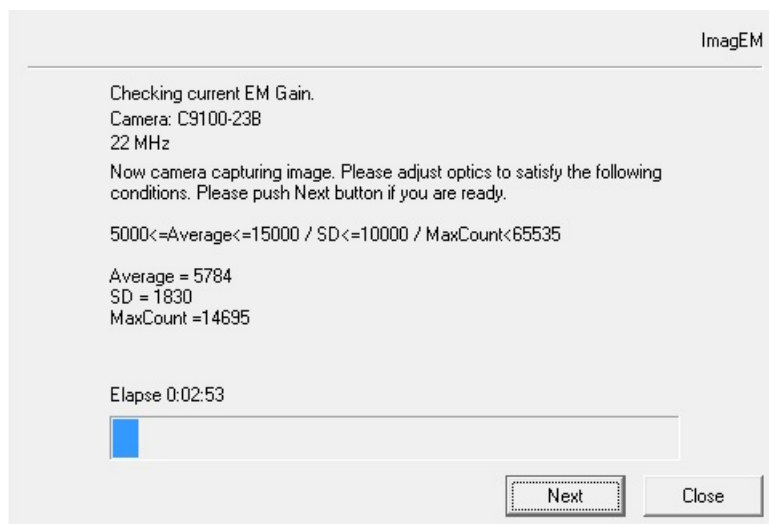 ImagEM
Checking current EM Gain.
Camera: C9100-23B
22 MHz
Now camera capturing image. Please adjust optics to satisfy the following
conditions. Please push Next button if you are ready.
5000<=Average<=15000 / SD<=10000 / MaxCount<65535
Average = 5784
SD = 1830
MaxCount =14695
Elapse 0:02:53
Next
Close